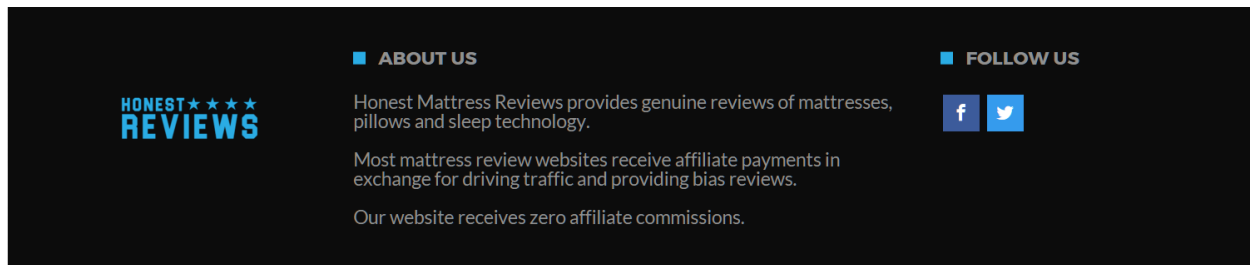 HONEST★★★★
REVIEWS
ABOUT US
Honest Mattress Reviews provides genuine reviews of mattresses,
pillows and sleep technology.
Most mattress review websites receive affiliate payments in
exchange for driving traffic and providing bias reviews.
Our website receives zero affiliate commissions.
FOLLOW US
f